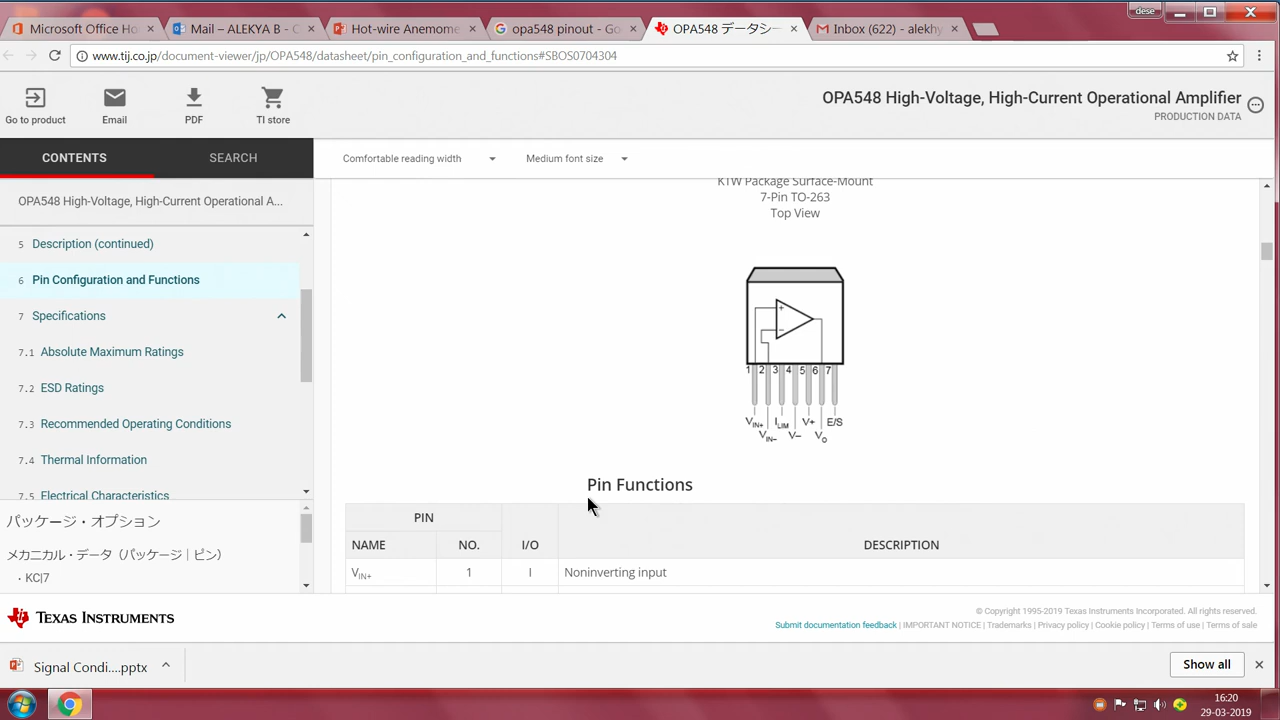 dese
Microsoft Office Ho
Mail – ALEKYA B - C
Hot-wire Anemome
opa548 pinout - Go
OPA548 データシー
Inbox (622) - alekhy
www.tij.co.jp/document-viewer/jp/OPA548/datasheet/pin_configuration_and_functions#SBOS0704304
Go to product
Email
PDF
TI store
OPA548 High-Voltage, High-Current Operational Amplifier
PRODUCTION DATA
CONTENTS
SEARCH
Comfortable reading width
Medium font size
OPA548 High-Voltage, High-Current Operational A...
5 Description (continued)
6 Pin Configuration and Functions
7 Specifications
7.1 Absolute Maximum Ratings
7.2 ESD Ratings
7.3 Recommended Operating Conditions
7.4 Thermal Information
7.5 Electrical Characteristics
パッケージ・オプション
メカニカル・データ（パッケージ｜ピン）
・KC|7
KTW Package Surface-Mount
7-Pin TO-263
Top View
+
−
1 2 3 4 5 6 7
VIN+ ILIM V+ E/S
VIN– V– VO
Pin Functions
PIN
NAME NO. I/O DESCRIPTION
VIN+ 1 I Noninverting input
TEXAS INSTRUMENTS
© Copyright 1995-2019 Texas Instruments Incorporated. All rights reserved.
Submit documentation feedback | IMPORTANT NOTICE | Trademarks | Privacy policy | Cookie policy | Terms of use | Terms of sale
Signal Condi....pptx
Show all
16:20
29-03-2019